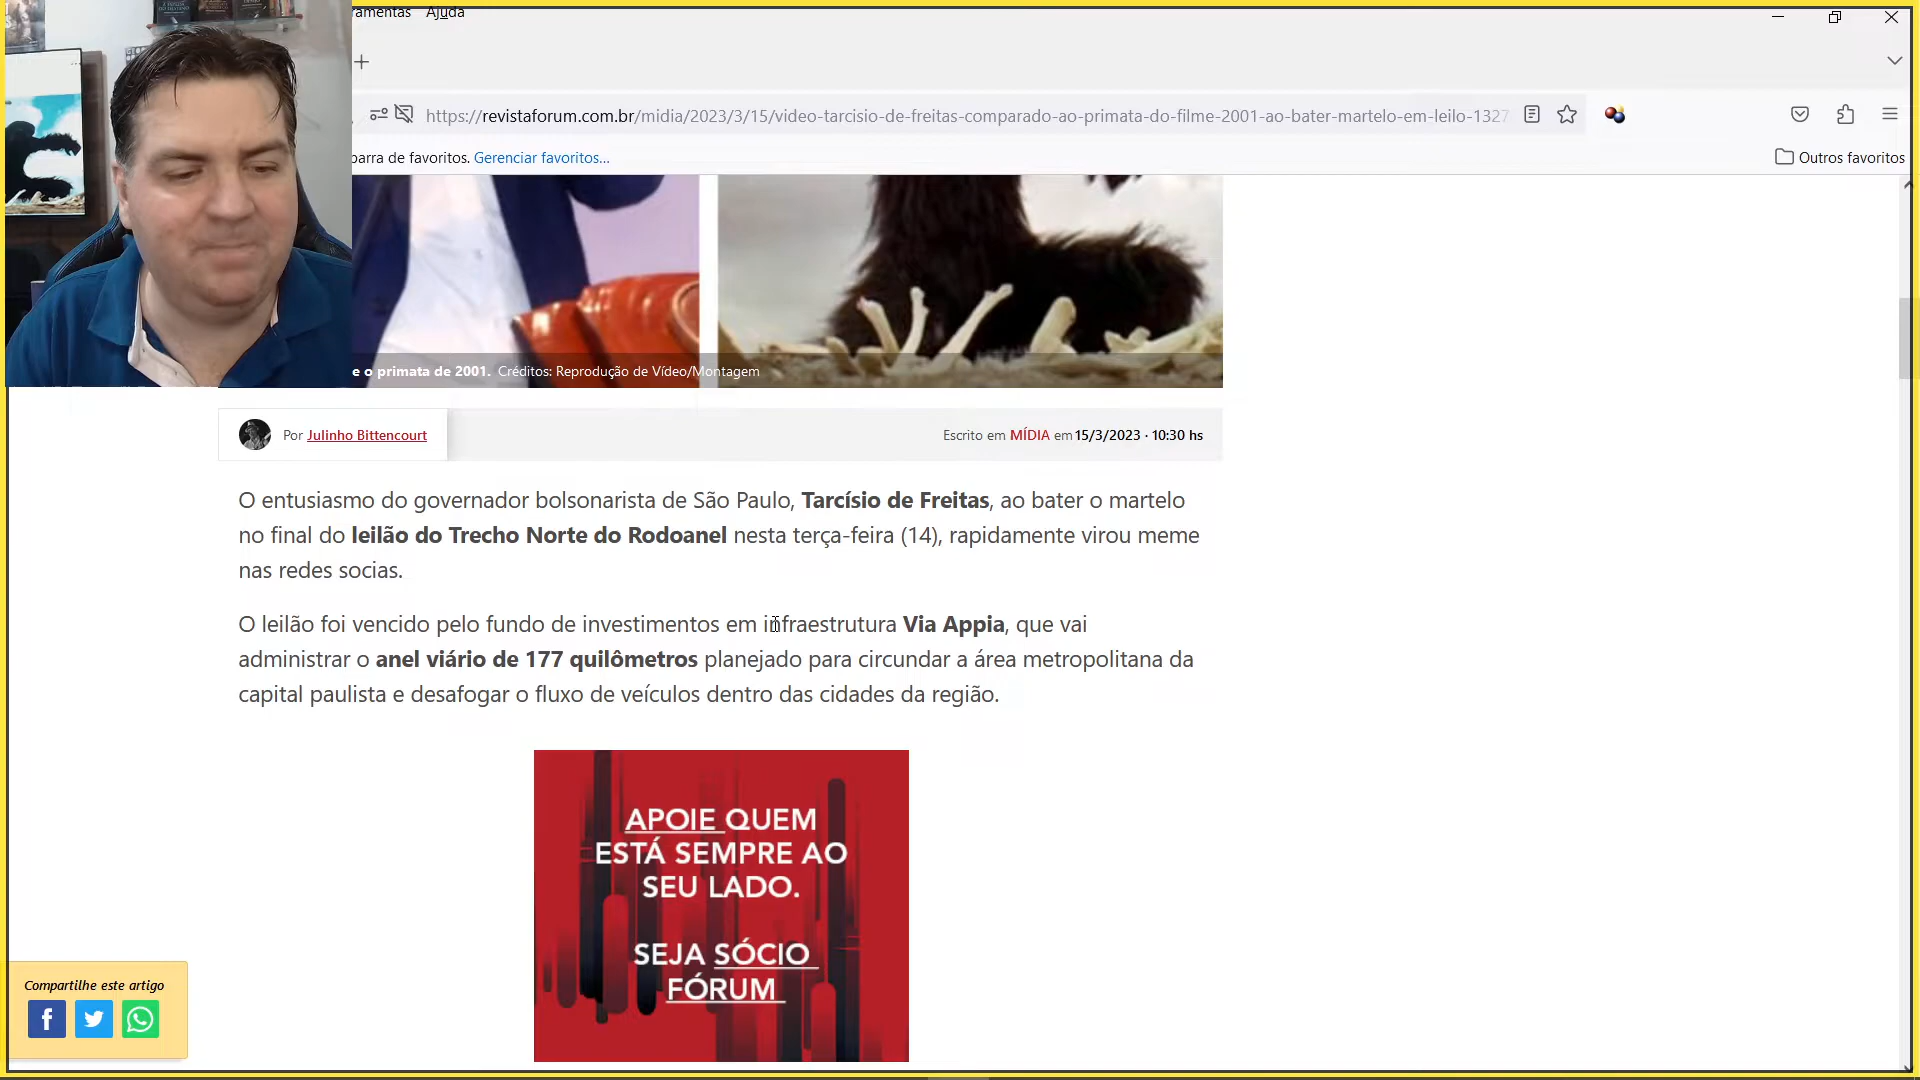 ramentas Ajuda
https://revistaforum.com.br/midia/2023/3/15/video-tarcisio-de-freitas-comparado-ao-primata-do-filme-2001-ao-bater-martelo-em-leilo-1327
barra de favoritos. Gerenciar favoritos...
Outros favoritos
e o primata de 2001. Créditos: Reprodução de Vídeo/Montagem
Por Julinho Bittencourt
Escrito em MÍDIA em 15/3/2023 · 10:30 hs
O entusiasmo do governador bolsonarista de São Paulo, Tarcísio de Freitas, ao bater o martelo
no final do leilão do Trecho Norte do Rodoanel nesta terça-feira (14), rapidamente virou meme
nas redes socias.
O leilão foi vencido pelo fundo de investimentos em infraestrutura Via Appia, que vai
administrar o anel viário de 177 quilômetros planejado para circundar a área metropolitana da
capital paulista e desafogar o fluxo de veículos dentro das cidades da região.
APOIE QUEM
ESTÁ SEMPRE AO
SEU LADO.
SEJA SÓCIO
FÓRUM
Compartilhe este artigo